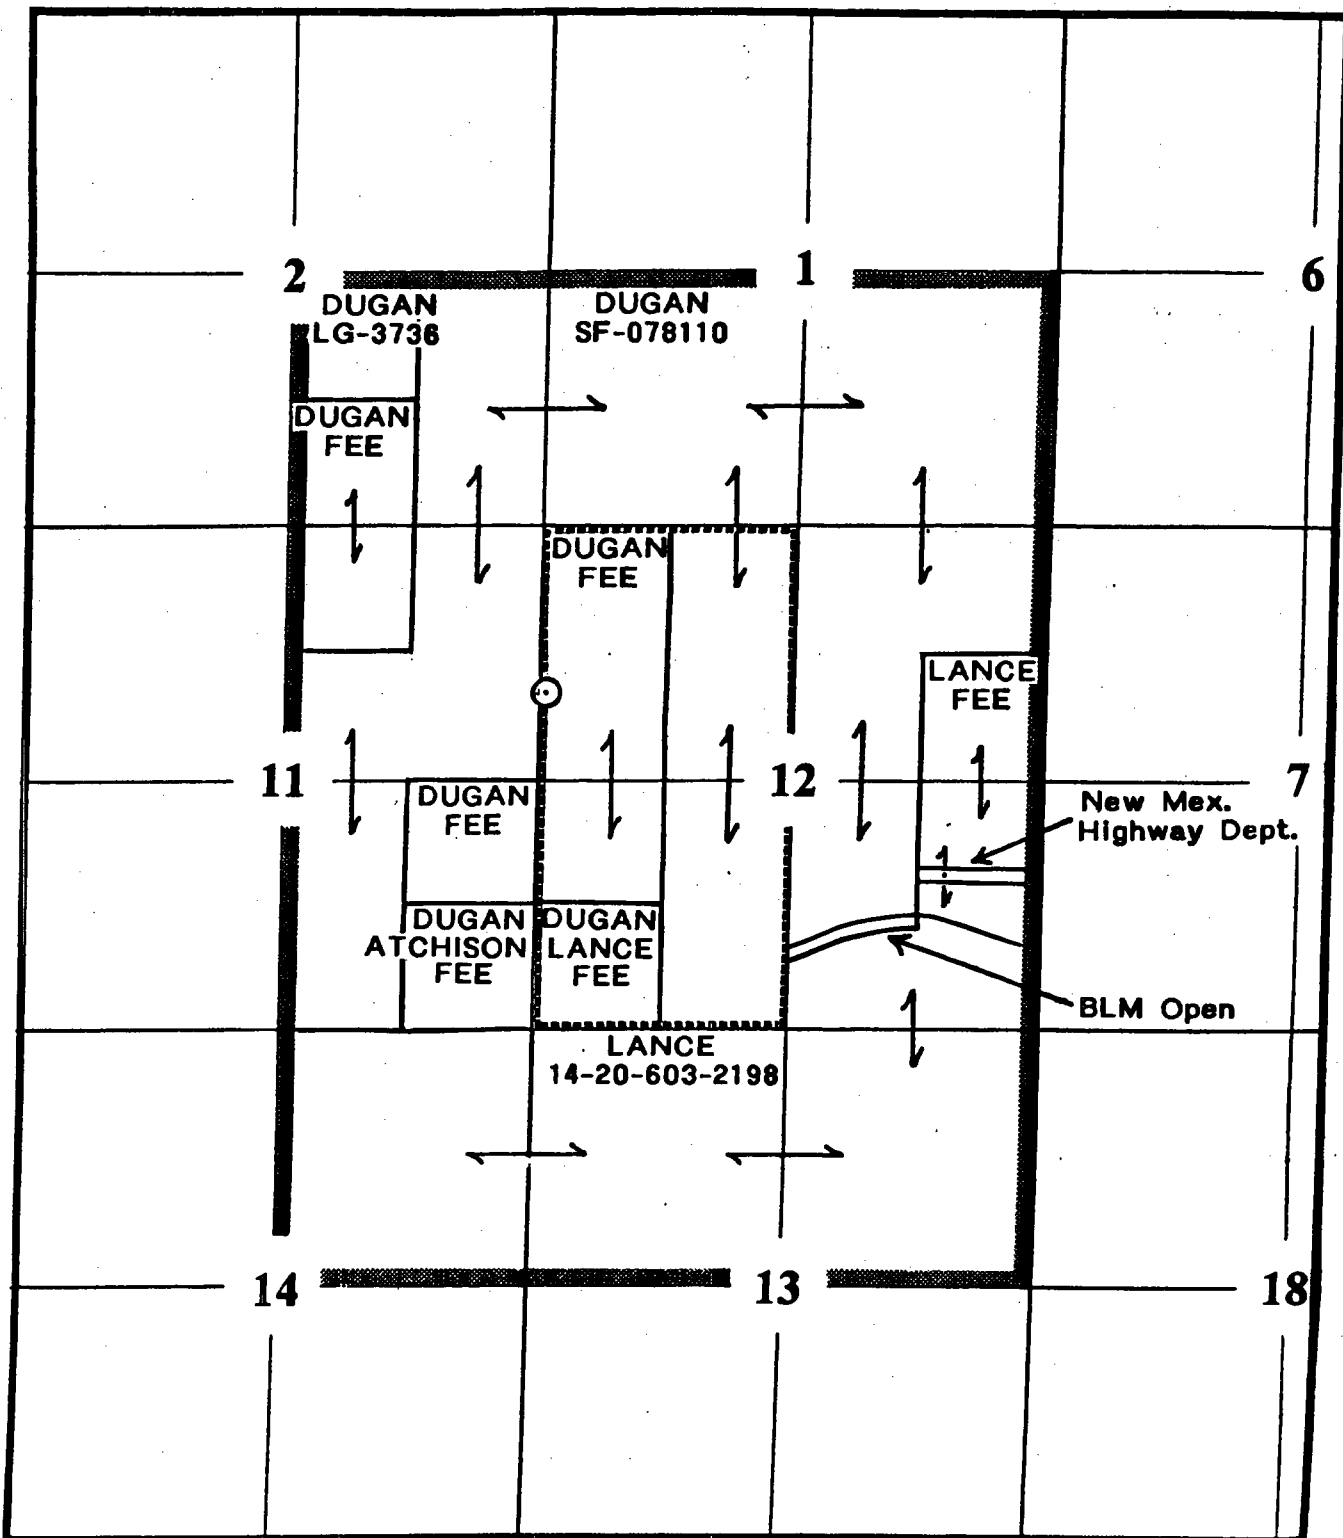 2
1
6
DUGAN
LG-3736
DUGAN
SF-078110
DUGAN
FEE
DUGAN
FEE
LANCE
FEE
11
12
7
DUGAN
FEE
New Mex.
Highway Dept.
DUGAN
ATCHISON
FEE
DUGAN
LANCE
FEE
BLM Open
LANCE
14-20-603-2198
14
13
18